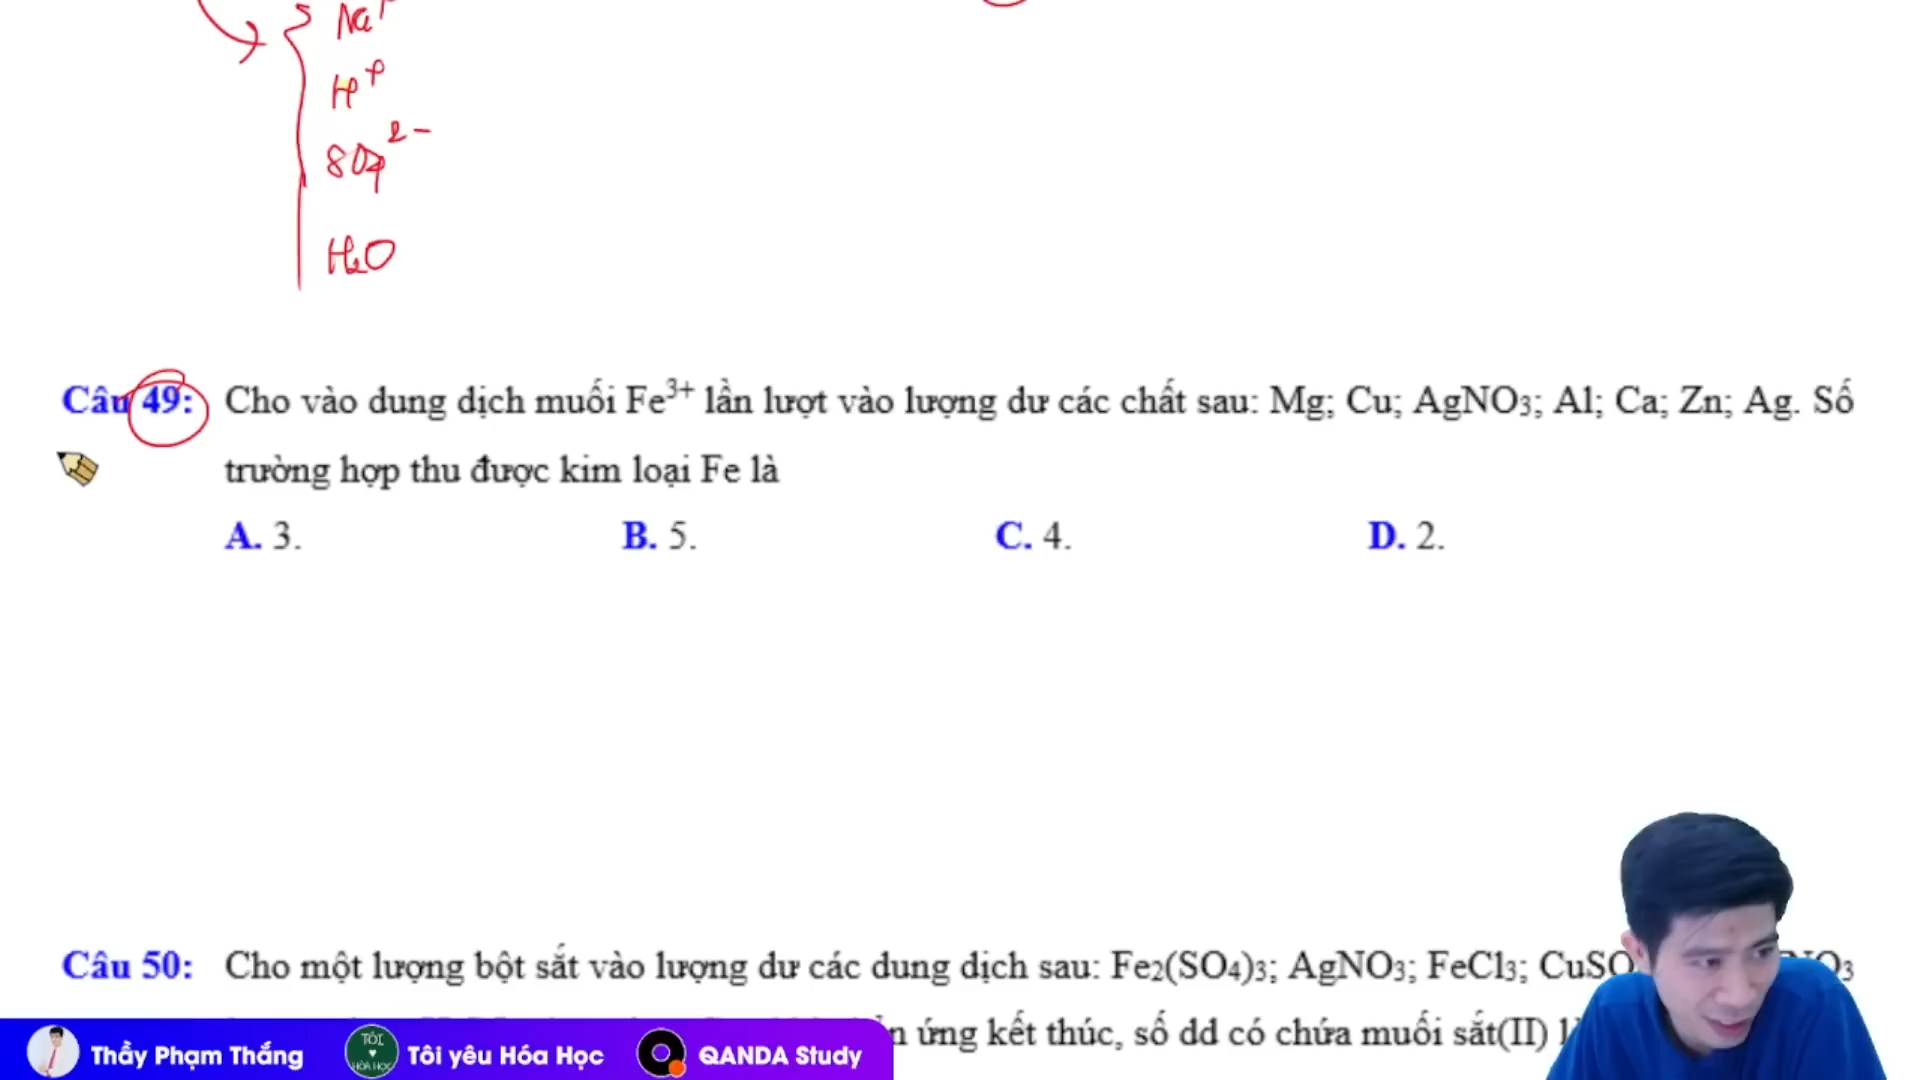 Na+
H+
SO4 2-
H2O
Câu 49: Cho vào dung dịch muối Fe3+ lần lượt vào lượng dư các chất sau: Mg; Cu; AgNO3; Al; Ca; Zn; Ag. Số
trường hợp thu được kim loại Fe là
A. 3. B. 5. C. 4. D. 2.
Câu 50: Cho một lượng bột sắt vào lượng dư các dung dịch sau: Fe2(SO4)3; AgNO3; FeCl3; CuSO
ứng kết thúc, số dd có chứa muối sắt(II)
Thầy Phạm Thắng TÔI ♥ HÓA HỌC Tôi yêu Hóa Học QANDA Study